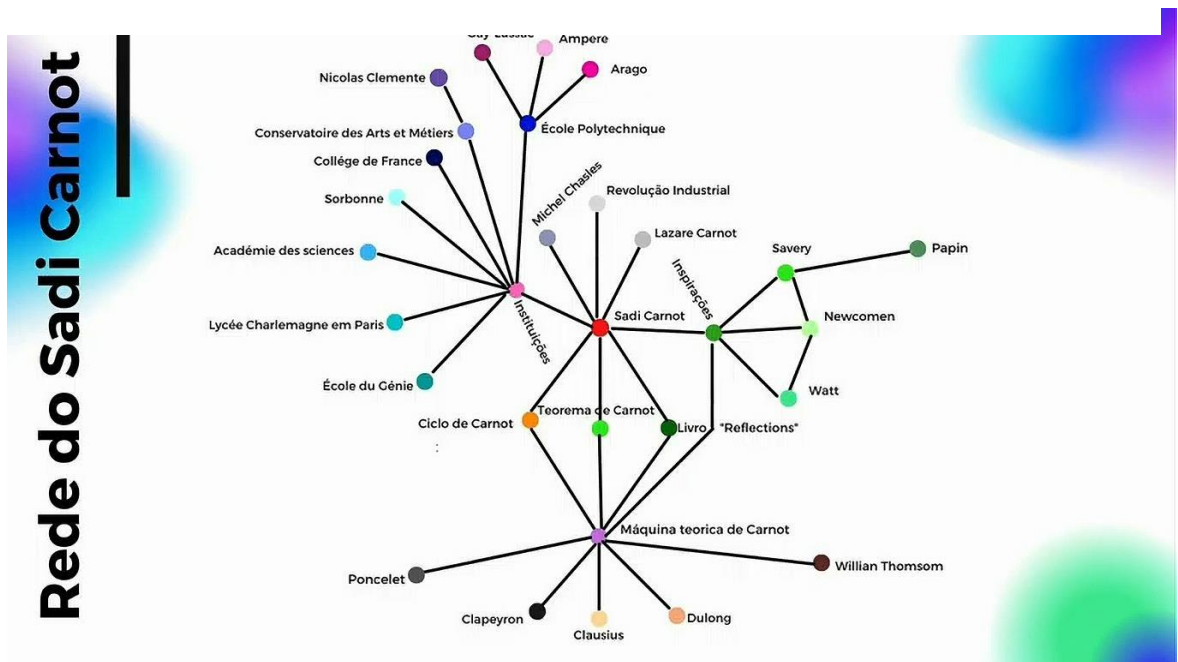 Rede do Sadi Carnot
Ampere
Arago
Nicolas Clemente
École Polytechnique
Conservatoire des Arts et Métiers
Collége de France
Michel Chasles
Revolução Industrial
Sorbonne
Lazare Carnot
Académie des sciences
Inspirações
Savery
Papin
Instituições
Sadi Carnot
Newcomen
Lycée Charlemagne em Paris
École du Génie
Watt
Ciclo de Carnot
Teorema de Carnot
Livro "Reflections"
:
Máquina teorica de Carnot
Poncelet
Willian Thomsom
Clapeyron
Clausius
Dulong